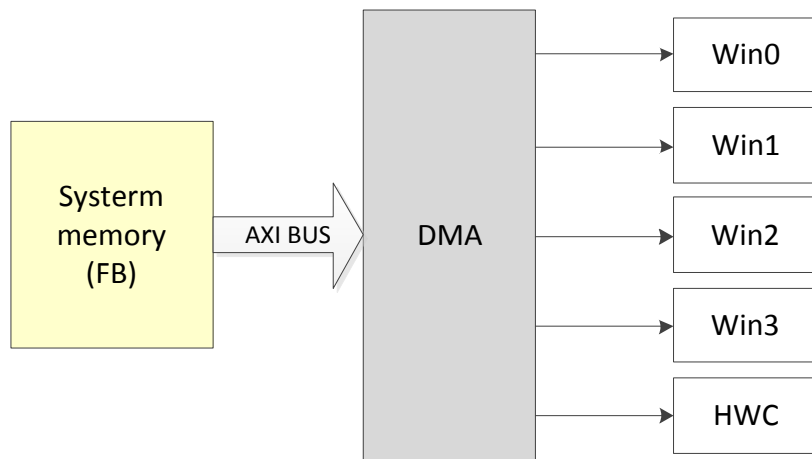 Systerm
memory
(FB)
AXI BUS
DMA
Win0
Win1
Win2
Win3
HWC